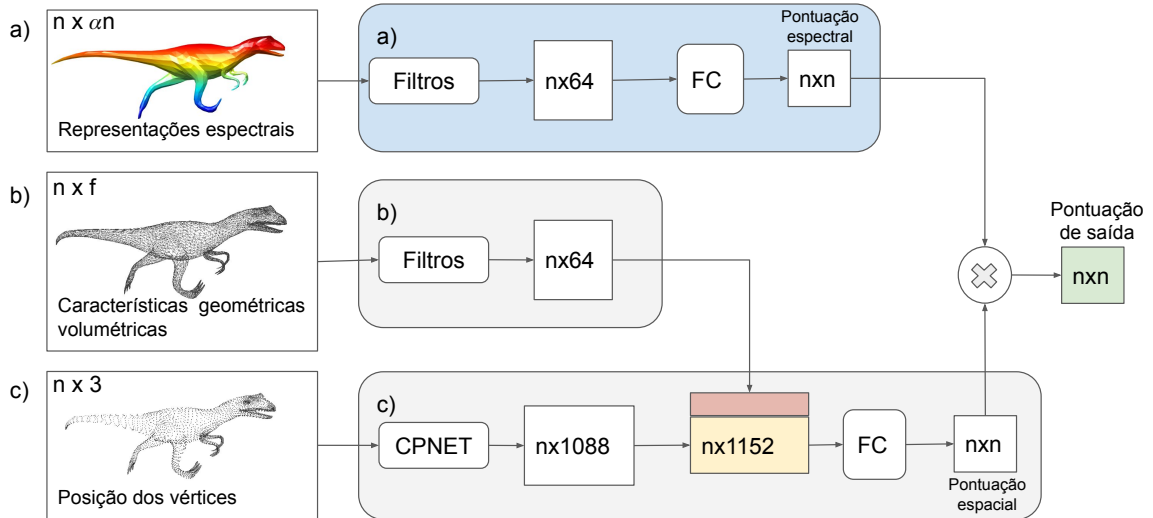 a)
n x αn
Representações espectrais
a)
Filtros
nx64
FC
Pontuação
espectral
nxn
b)
n x f
Característícas geométricas
volumétricas
b)
Filtros
nx64
Pontuação
de saída
nxn
c)
n x 3
Posição dos vértices
c)
CPNET
nx1088
nx1152
FC
nxn
Pontuação
espacial